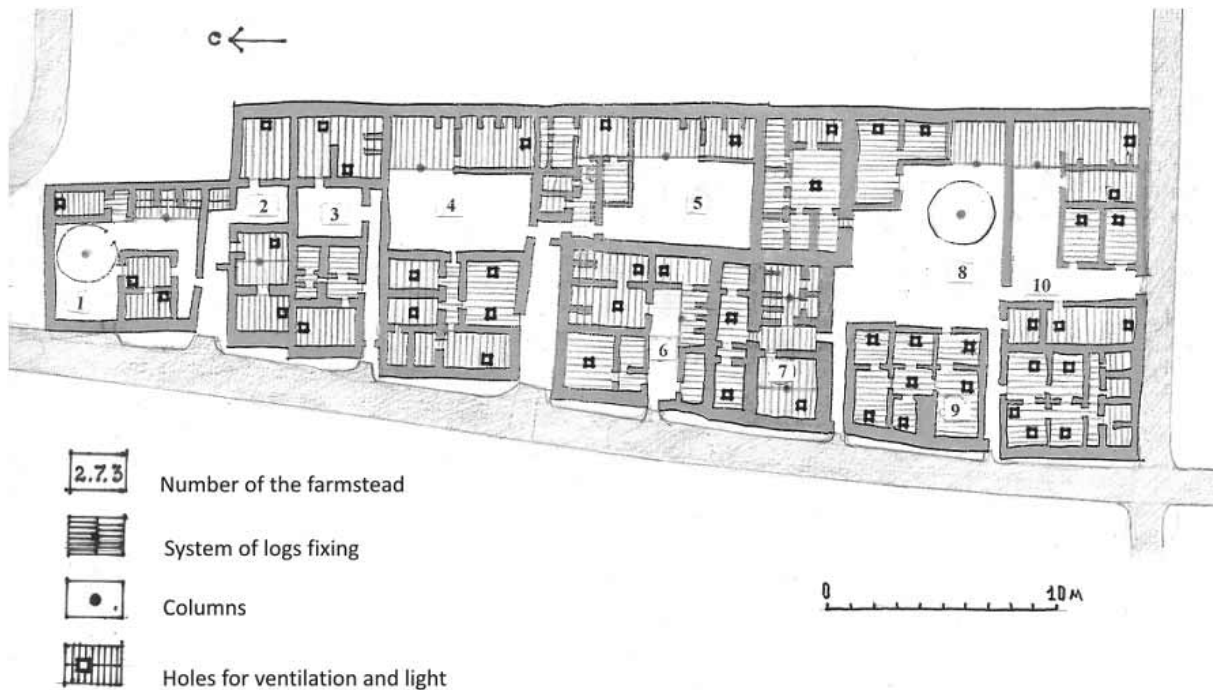 с
1
2
3
4
5
6
7
8
9
10
2.7.3 Number of the farmstead
System of logs fixing
Columns
Holes for ventilation and light
0 10 м